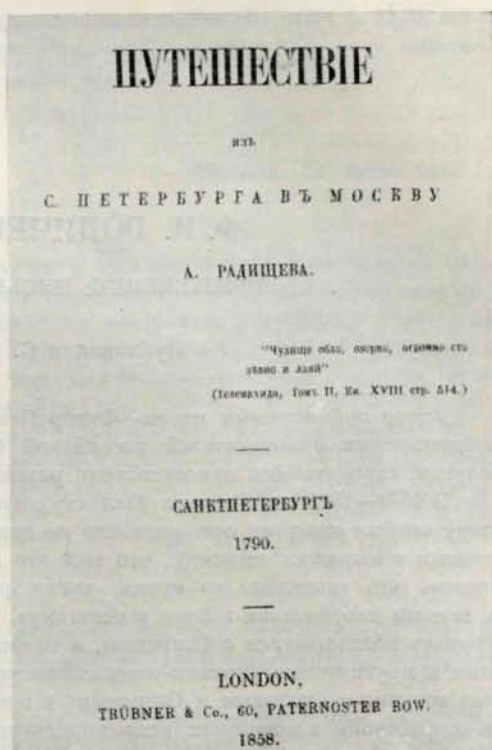 ПУТЕШЕСТВІЕ
изъ
С. ПЕТЕРБУРГА ВЪ МОСКВУ
А. РАДИЩЕВА.
"Чудище обло, озорно, огромно сто
зѣвно и лаяй"
(Телемахида, Томъ II, Кн. XVIII стр. 514.)
САНКТПЕТЕРБУРГЪ
1790.
LONDON,
TRÜBNER & Co., 60, PATERNOSTER ROW.
1858.